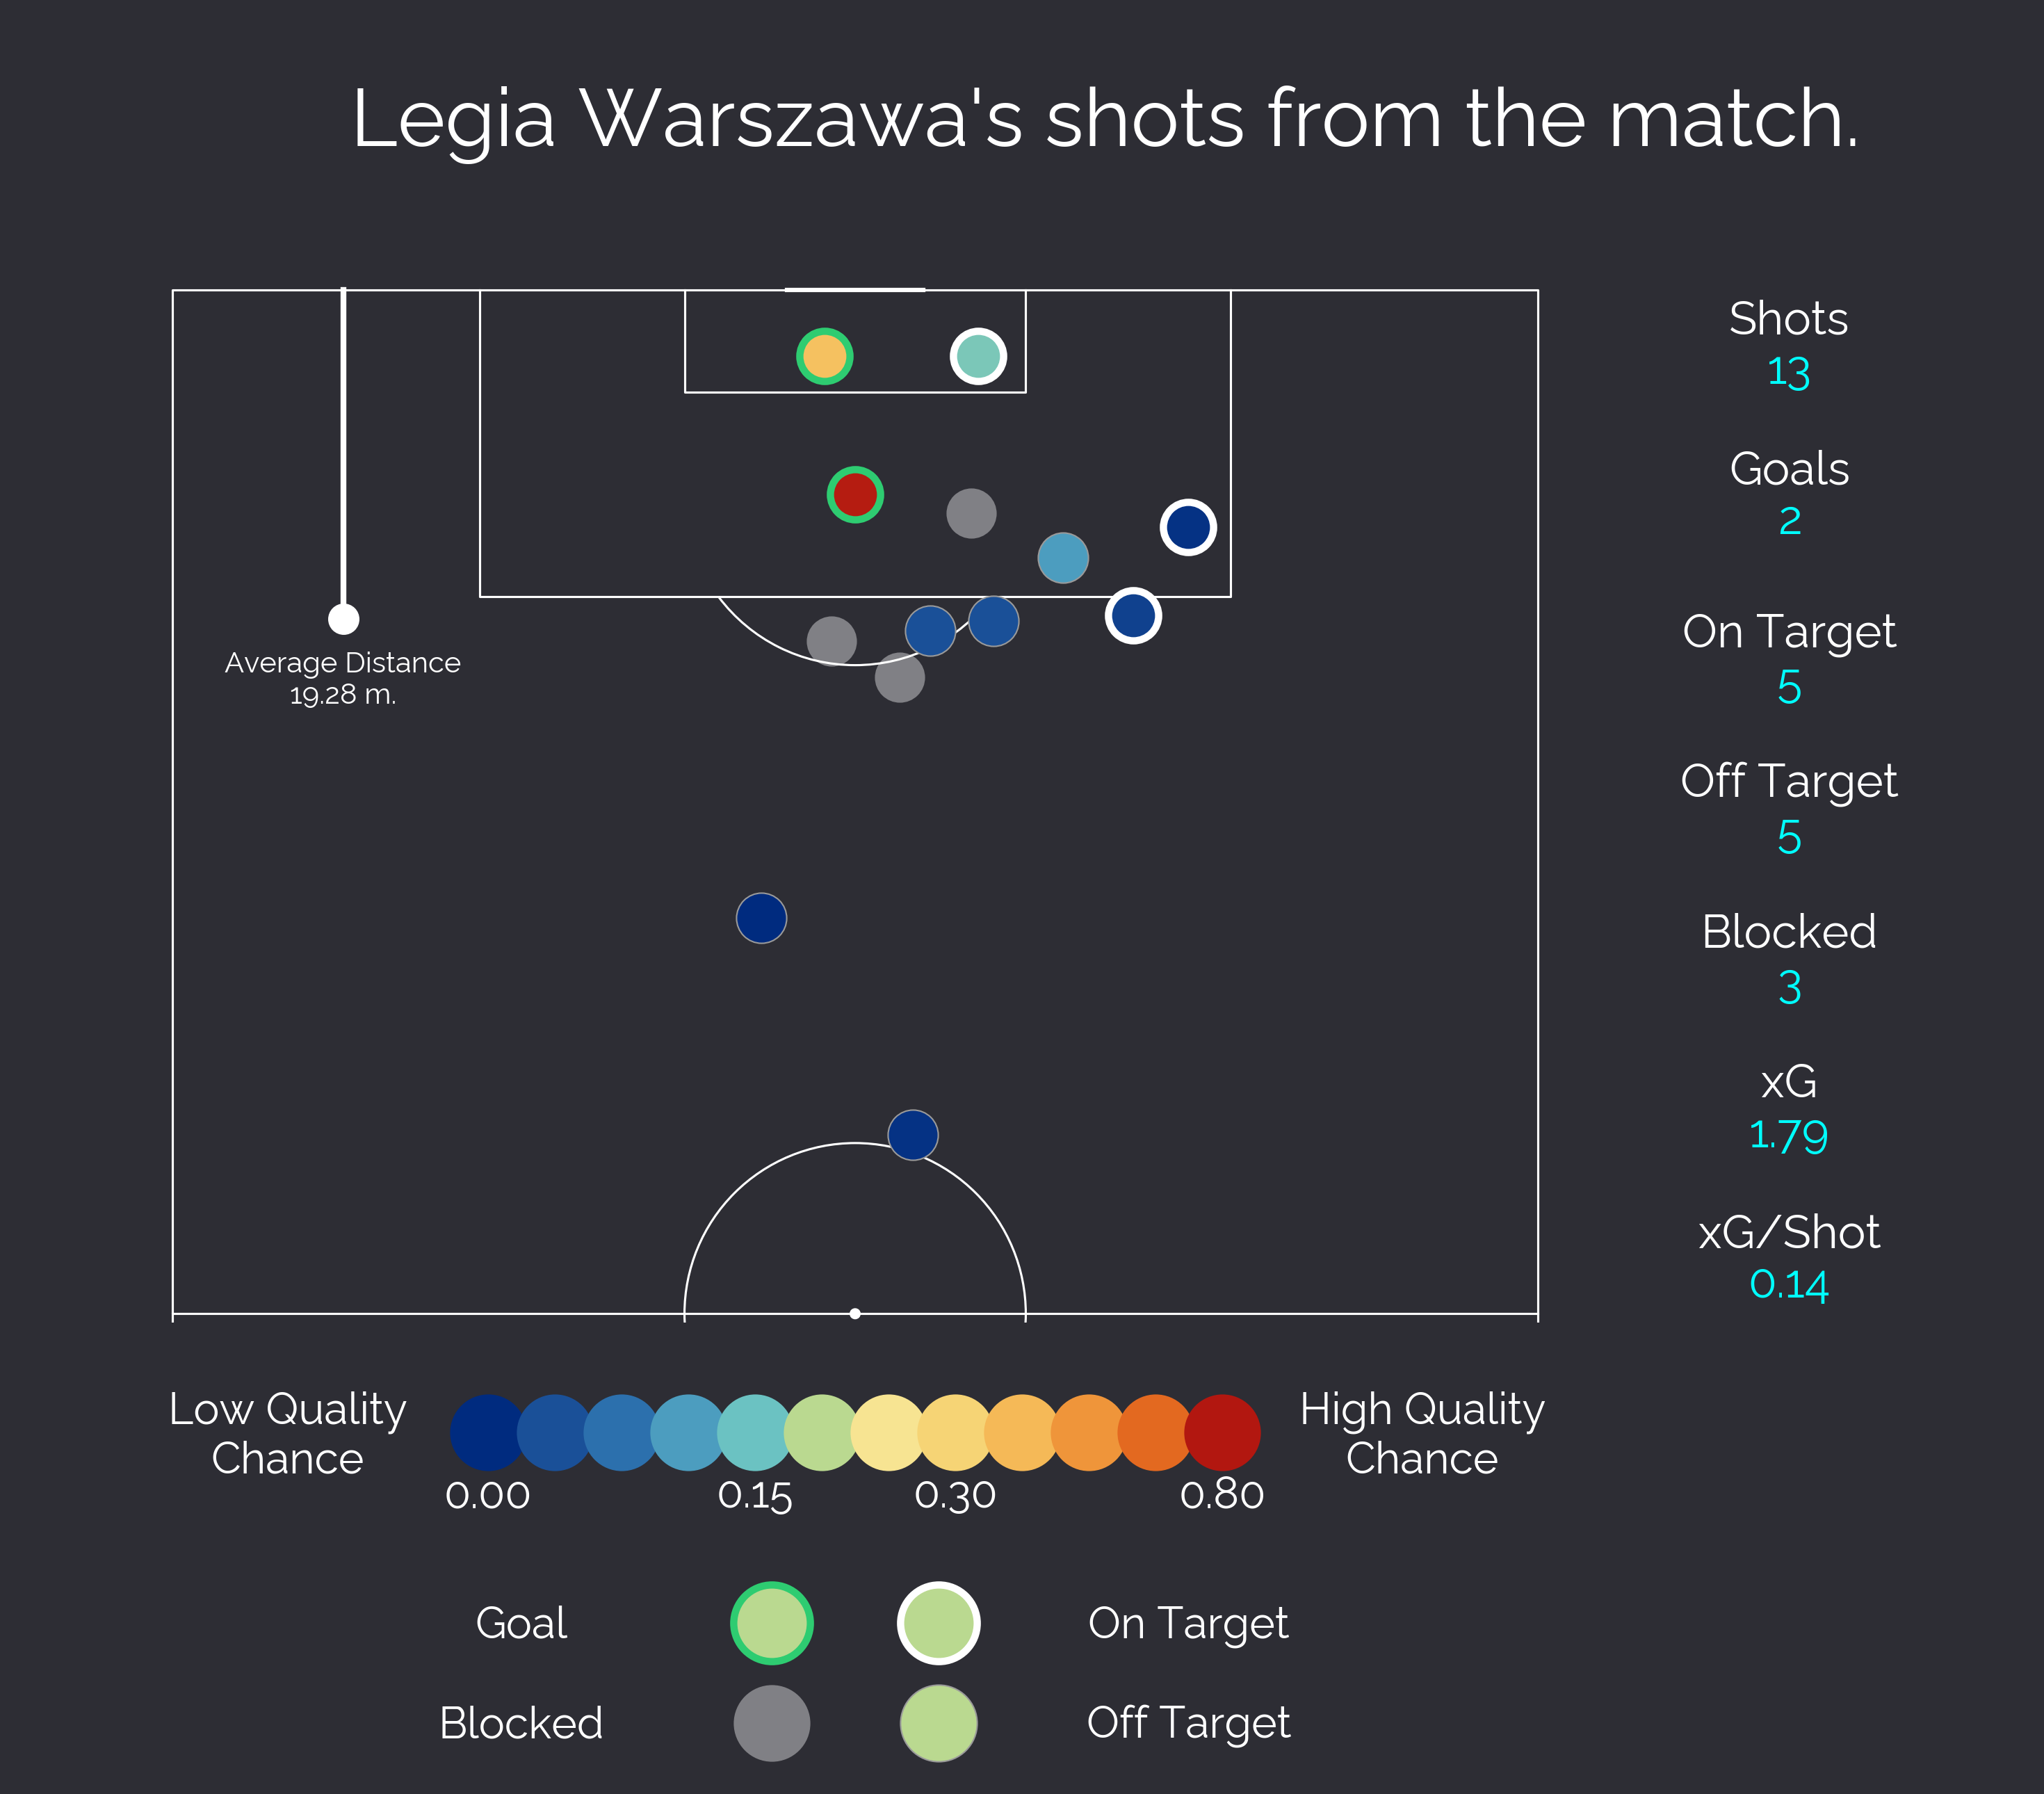 Legia Warszawa's shots from the match.
Shots
13
Goals
2
On Target
5
Off Target
5
Blocked
3
xG
1.79
xG/Shot
0.14
Average Distance
19.28 m.
Low Quality
Chance
0.00
0.15
0.30
0.80
High Quality
Chance
Goal
On Target
Blocked
Off Target